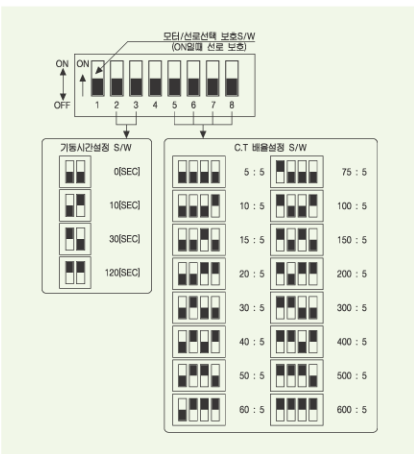 모터/선로선택 보호S/W
(ON일때 선로 보호)
ON
ON
OFF
1 2 3 4 5 6 7 8
기동시간설정 S/W
0[SEC]
10[SEC]
30[SEC]
120[SEC]
C.T 배율설정 S/W
5 : 5 75 : 5
10 : 5 100 : 5
15 : 5 150 : 5
20 : 5 200 : 5
30 : 5 300 : 5
40 : 5 400 : 5
50 : 5 500 : 5
60 : 5 600 : 5